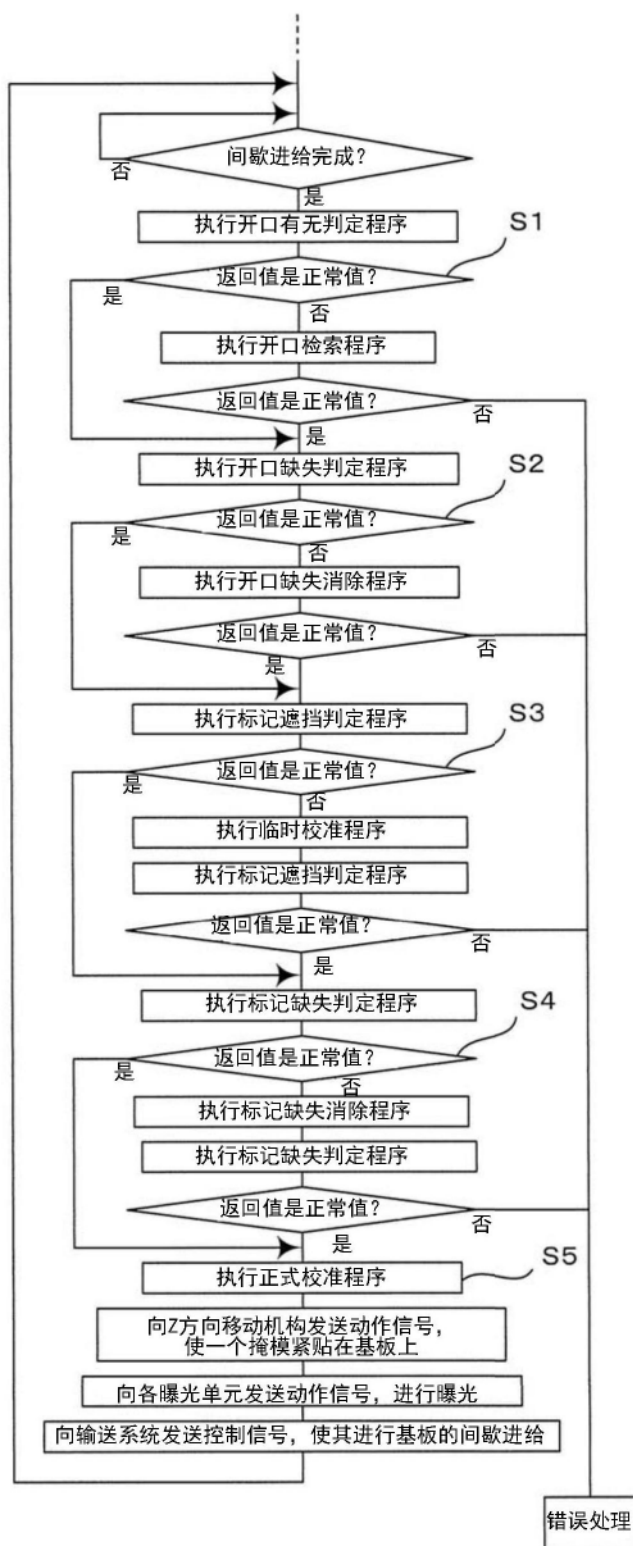 间歇进给完成?
否
是
执行开口有无判定程序
S1
返回值是正常值?
是
否
执行开口检索程序
返回值是正常值?
否
是
执行开口缺失判定程序
S2
返回值是正常值?
是
否
执行开口缺失消除程序
返回值是正常值?
否
是
执行标记遮挡判定程序
S3
返回值是正常值?
是
否
执行临时校准程序
执行标记遮挡判定程序
返回值是正常值?
否
是
执行标记缺失判定程序
S4
返回值是正常值?
是
否
执行标记缺失消除程序
执行标记缺失判定程序
返回值是正常值?
否
是
执行正式校准程序
S5
向Z方向移动机构发送动作信号,
使一个掩模紧贴在基板上
向各曝光单元发送动作信号,进行曝光
向输送系统发送控制信号,使其进行基板的间歇进给
错误处理